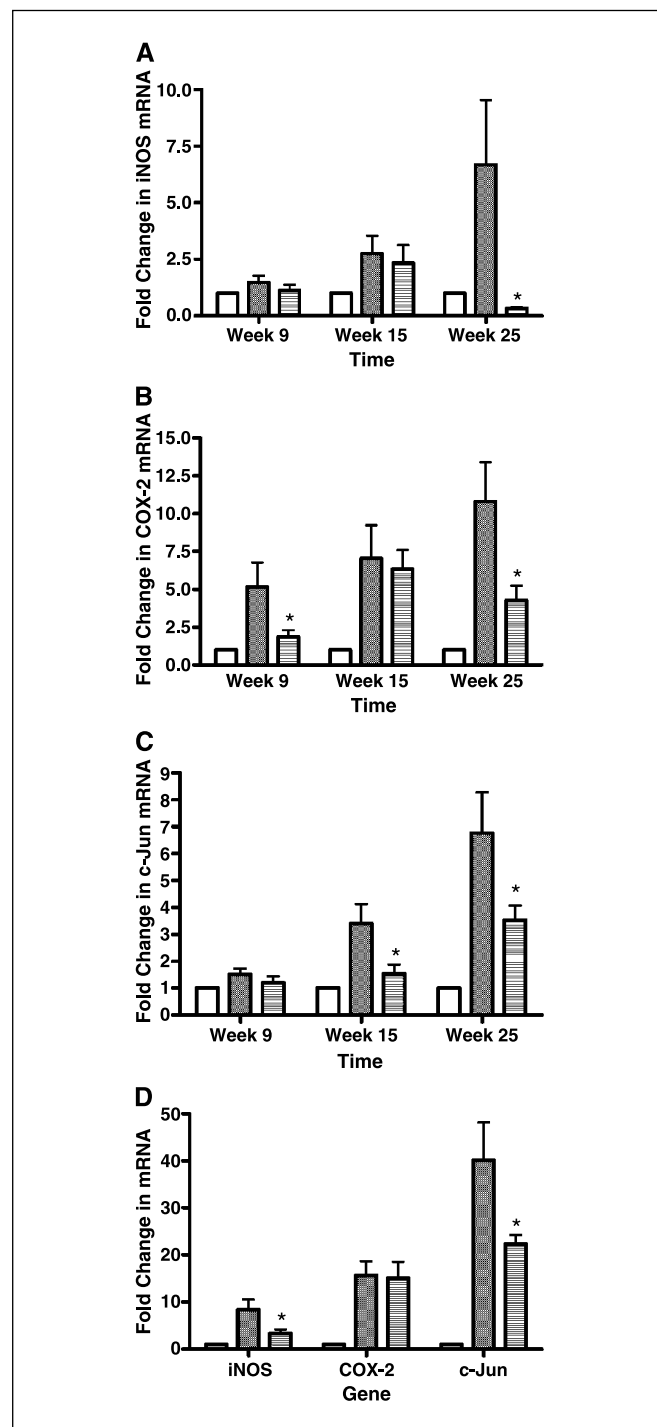 A
Fold Change in iNOS mRNA
10.0
7.5
5.0
2.5
0.0
*
Week 9 Week 15 Week 25
Time
B
Fold Change in COX-2 mRNA
15.0
12.5
10.0
7.5
5.0
2.5
0.0
* *
Week 9 Week 15 Week 25
Time
C
Fold Change in c-Jun mRNA
9
8
7
6
5
4
3
2
1
0
* *
Week 9 Week 15 Week 25
Time
D
Fold Change in mRNA
50
40
30
20
10
0
* *
iNOS COX-2 c-Jun
Gene